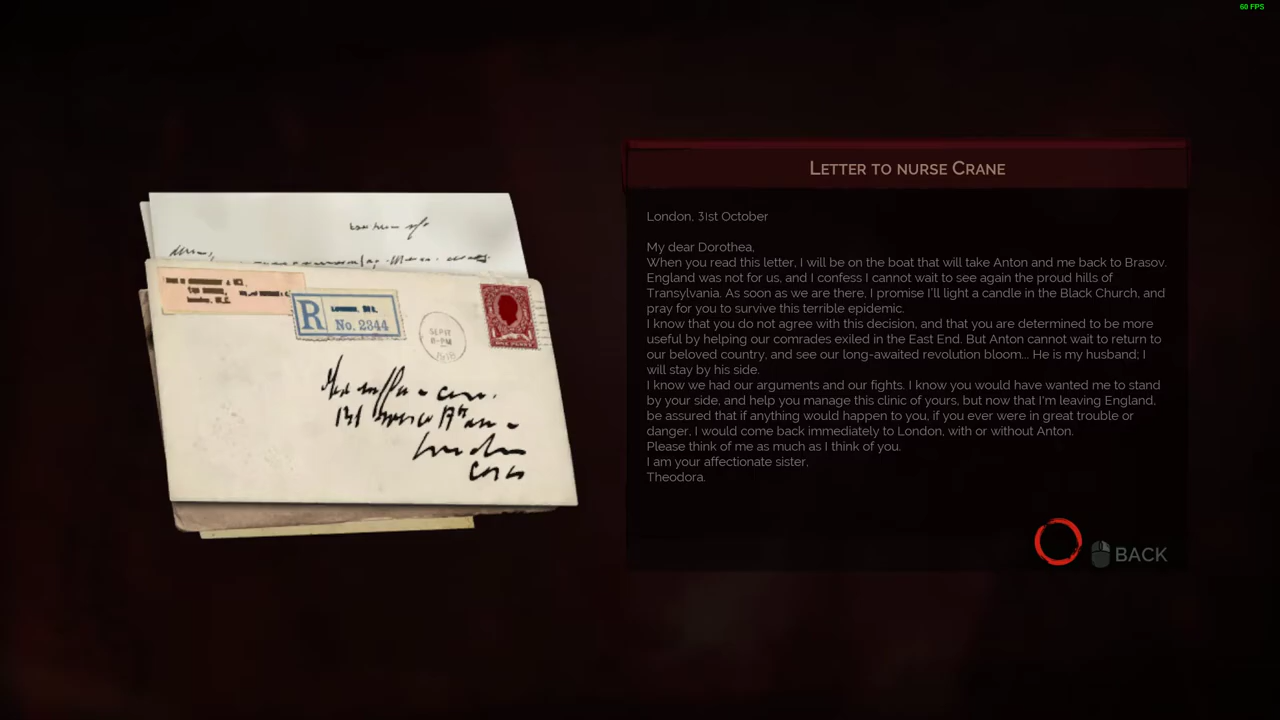 60 FPS
LETTER TO NURSE CRANE
London, 31st October
My dear Dorothea,
When you read this letter, I will be on the boat that will take Anton and me back to Brasov.
England was not for us, and I confess I cannot wait to see again the proud hills of
Transylvania. As soon as we are there, I promise I'll light a candle in the Black Church, and
pray for you to survive this terrible epidemic.
I know that you do not agree with this decision, and that you are determined to be more
useful by helping our comrades exiled in the East End. But Anton cannot wait to return to
our beloved country, and see our long-awaited revolution bloom... He is my husband; I
will stay by his side.
I know we had our arguments and our fights. I know you would have wanted me to stand
by your side, and help you manage this clinic of yours, but now that I'm leaving England,
be assured that if anything would happen to you, if you ever were in great trouble or
danger, I would come back immediately to London, with or without Anton.
Please think of me as much as I think of you.
I am your affectionate sister,
Theodora.
BACK
R
No. 2344
SEP 17
8-PM
1918
ONE PENNY